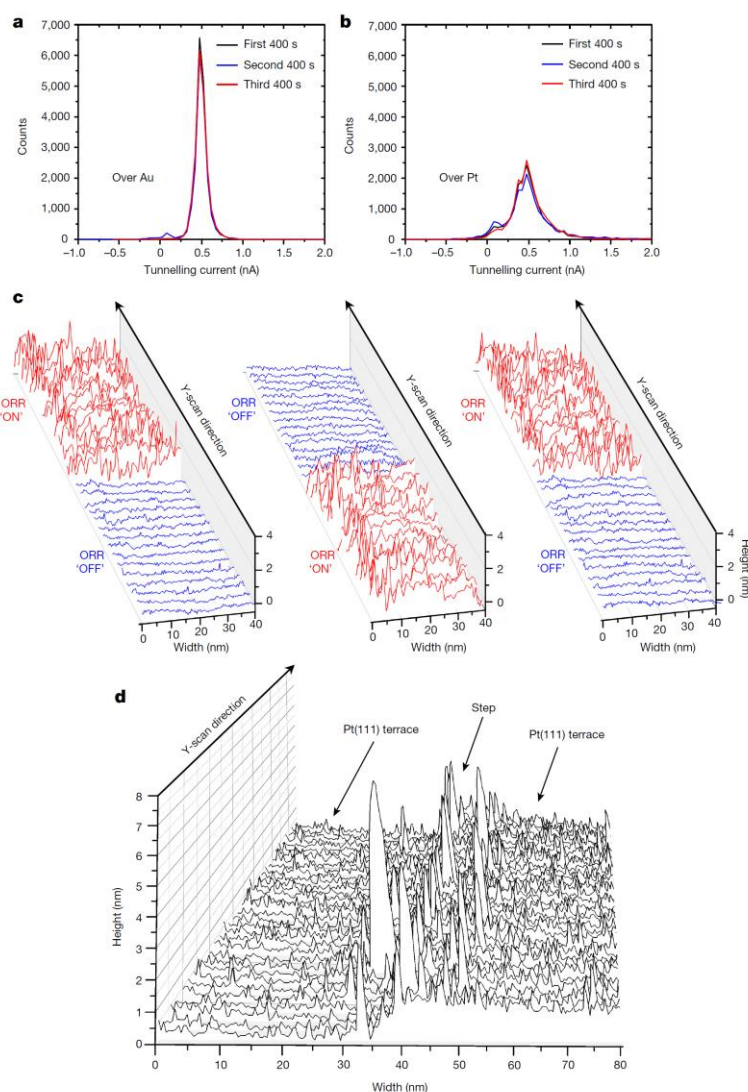 a
7,000
6,000
5,000
4,000
3,000
2,000
1,000
0
Counts
First 400 s
Second 400 s
Third 400 s
Over Au
–1.0 –0.5 0 0.5 1.0 1.5 2.0
Tunnelling current (nA)
b
7,000
6,000
5,000
4,000
3,000
2,000
1,000
0
Counts
First 400 s
Second 400 s
Third 400 s
Over Pt
–1.0 –0.5 0 0.5 1.0 1.5 2.0
Tunnelling current (nA)
c
Y-scan direction
ORR
'ON'
ORR
'OFF'
4
2
0
0 10 20 30 40
Width (nm)
Y-scan direction
ORR
'OFF'
ORR
'ON'
4
2
0
0 10 20 30 40
Width (nm)
Y-scan direction
ORR
'ON'
ORR
'OFF'
4
2
0
Height (nm)
0 10 20 30 40
Width (nm)
d
Y-scan direction
Pt(111) terrace
Step
Pt(111) terrace
8
7
6
5
4
3
2
1
0
Height (nm)
0 10 20 30 40 50 60 70 80
Width (nm)